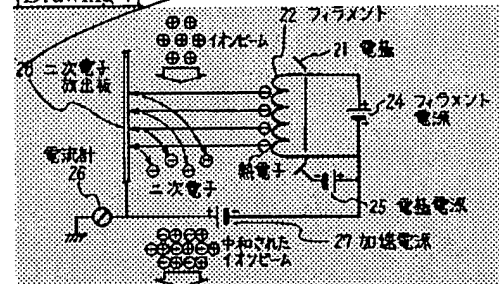 [Drawing 4]
22 フィラメント
イオンビーム
21 電極
二次電子
放出板
24 フィラメント
電源
電流計
26
熱電子
二次電子
25 電極電源
27 加速電源
中和された
イオンビーム